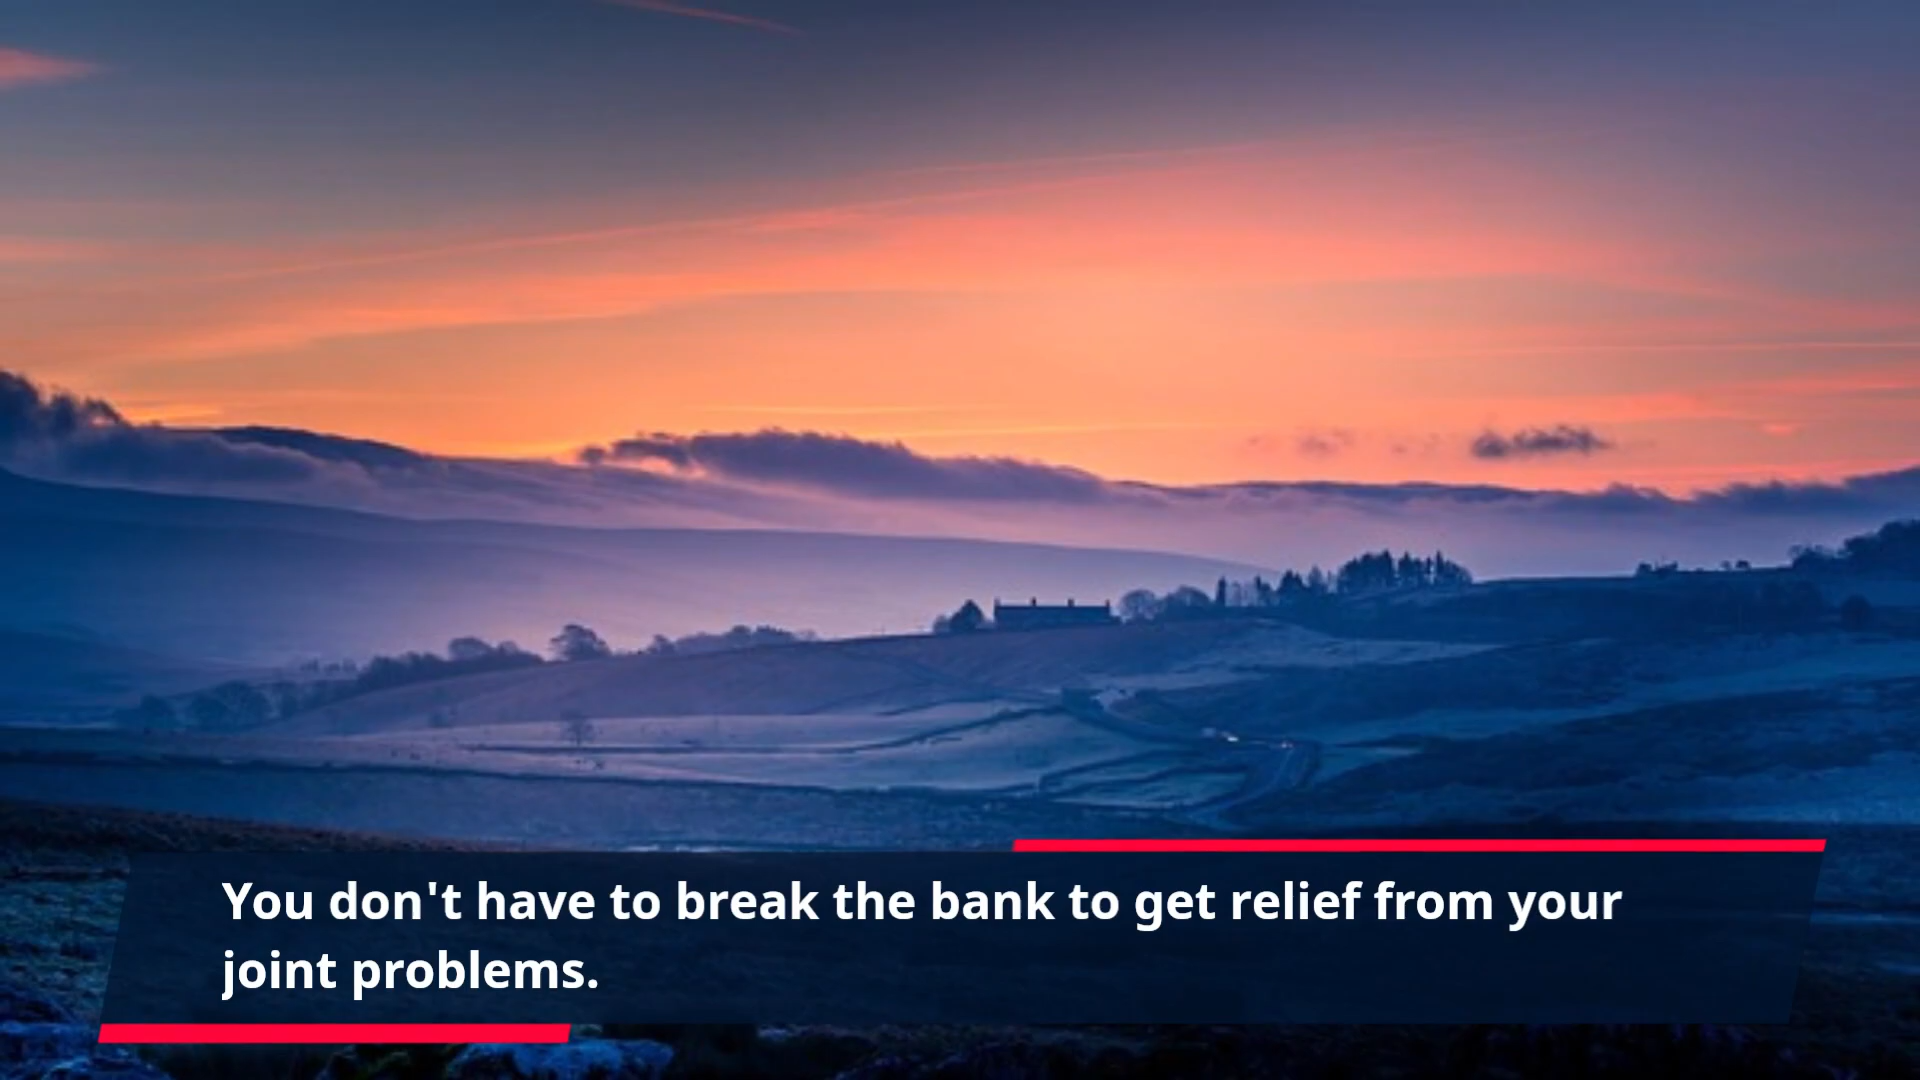 You don't have to break the bank to get relief from your
joint problems.